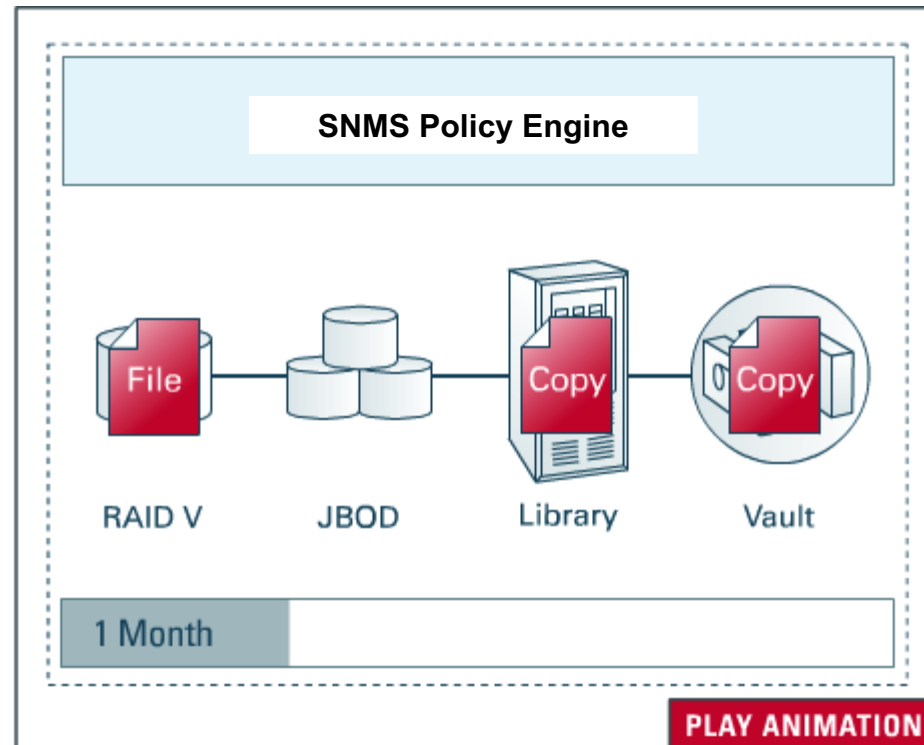 SNMS Policy Engine
File
Copy
Copy
RAID V
JBOD
Library
Vault
1 Month
PLAY ANIMATION